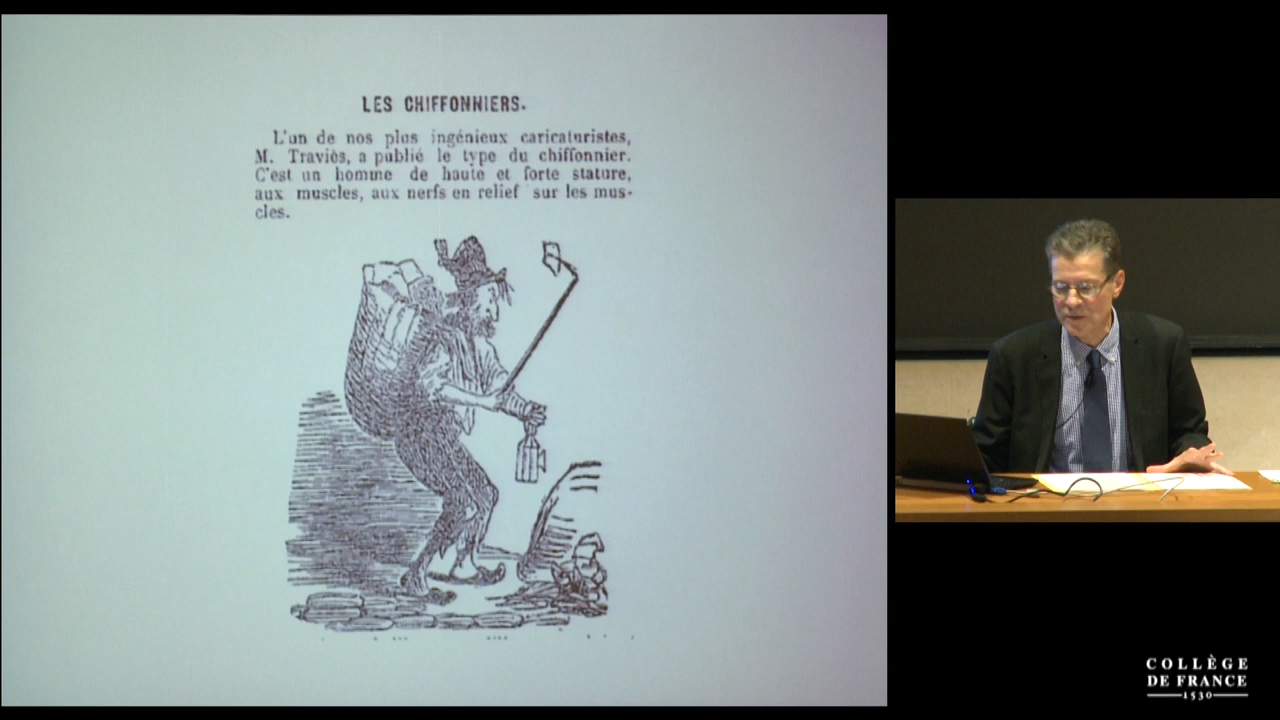 LES CHIFFONNIERS.
L'un de nos plus ingénieux caricaturistes,
M. Traviès, a publié le type du chiffonnier.
C'est un homme de haute et forte stature,
aux muscles, aux nerfs en relief sur les mus-
cles.
COLLÈGE
DE FRANCE
1530